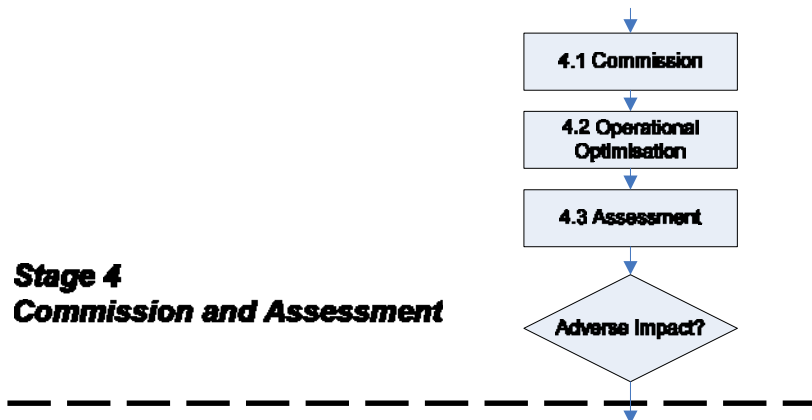 4.1 Commission
4.2 Operational
Optimisation
4.3 Assessment
Stage 4
Commission and Assessment
Adverse Impact?